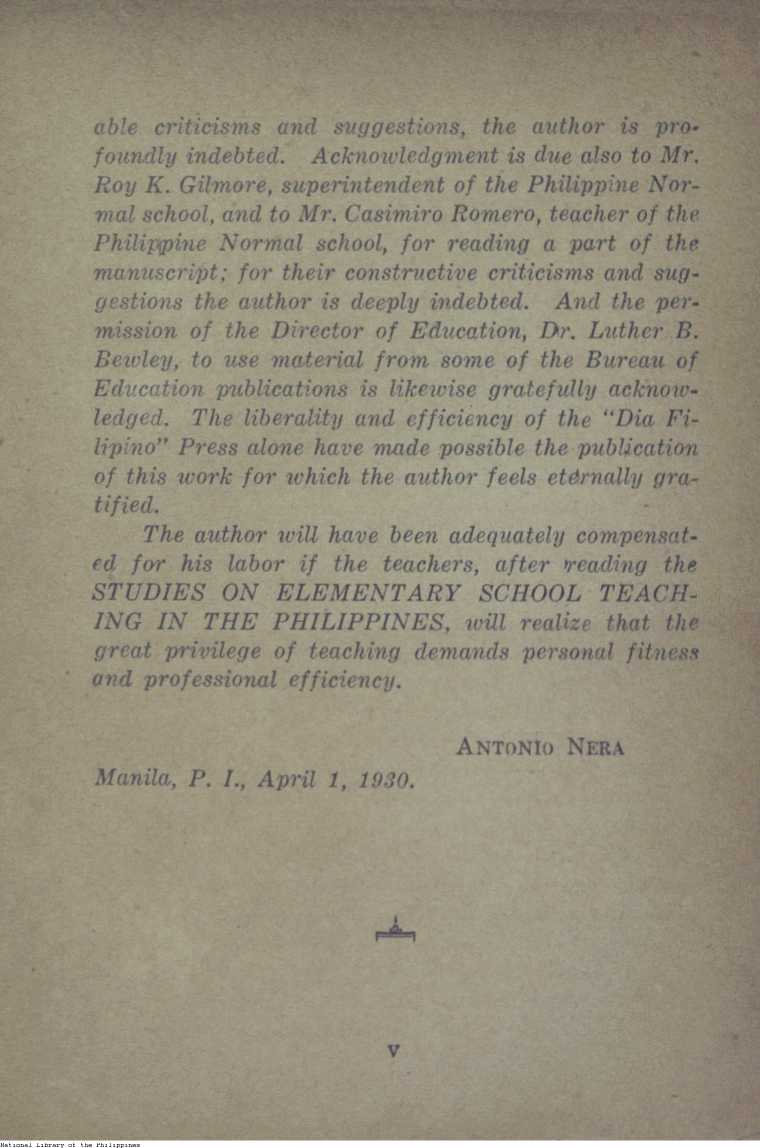 able criticisms and suggestions, the author is pro-
foundly indebted. Acknowledgment is due also to Mr.
Roy K. Gilmore, superintendent of the Philippine Nor-
mal school, and to Mr. Casimiro Romero, teacher of the
Philippine Normal school, for reading a part of the
manuscript; for their constructive criticisms and sug-
gestions the author is deeply indebted. And the per-
mission of the Director of Education, Dr. Luther B.
Bewley, to use material from some of the Bureau of
Education publications is likewise gratefully acknow-
ledged. The liberality and efficiency of the "Dia Fi-
lipino" Press alone have made possible the publication
of this work for which the author feels eternally gra-
tified.
The author will have been adequately compensat-
ed for his labor if the teachers, after reading the
STUDIES ON ELEMENTARY SCHOOL TEACH-
ING IN THE PHILIPPINES, will realize that the
great privilege of teaching demands personal fitness
and professional efficiency.
ANTONIO NERA
Manila, P. I., April 1, 1930.
v
National Library of the Philippines